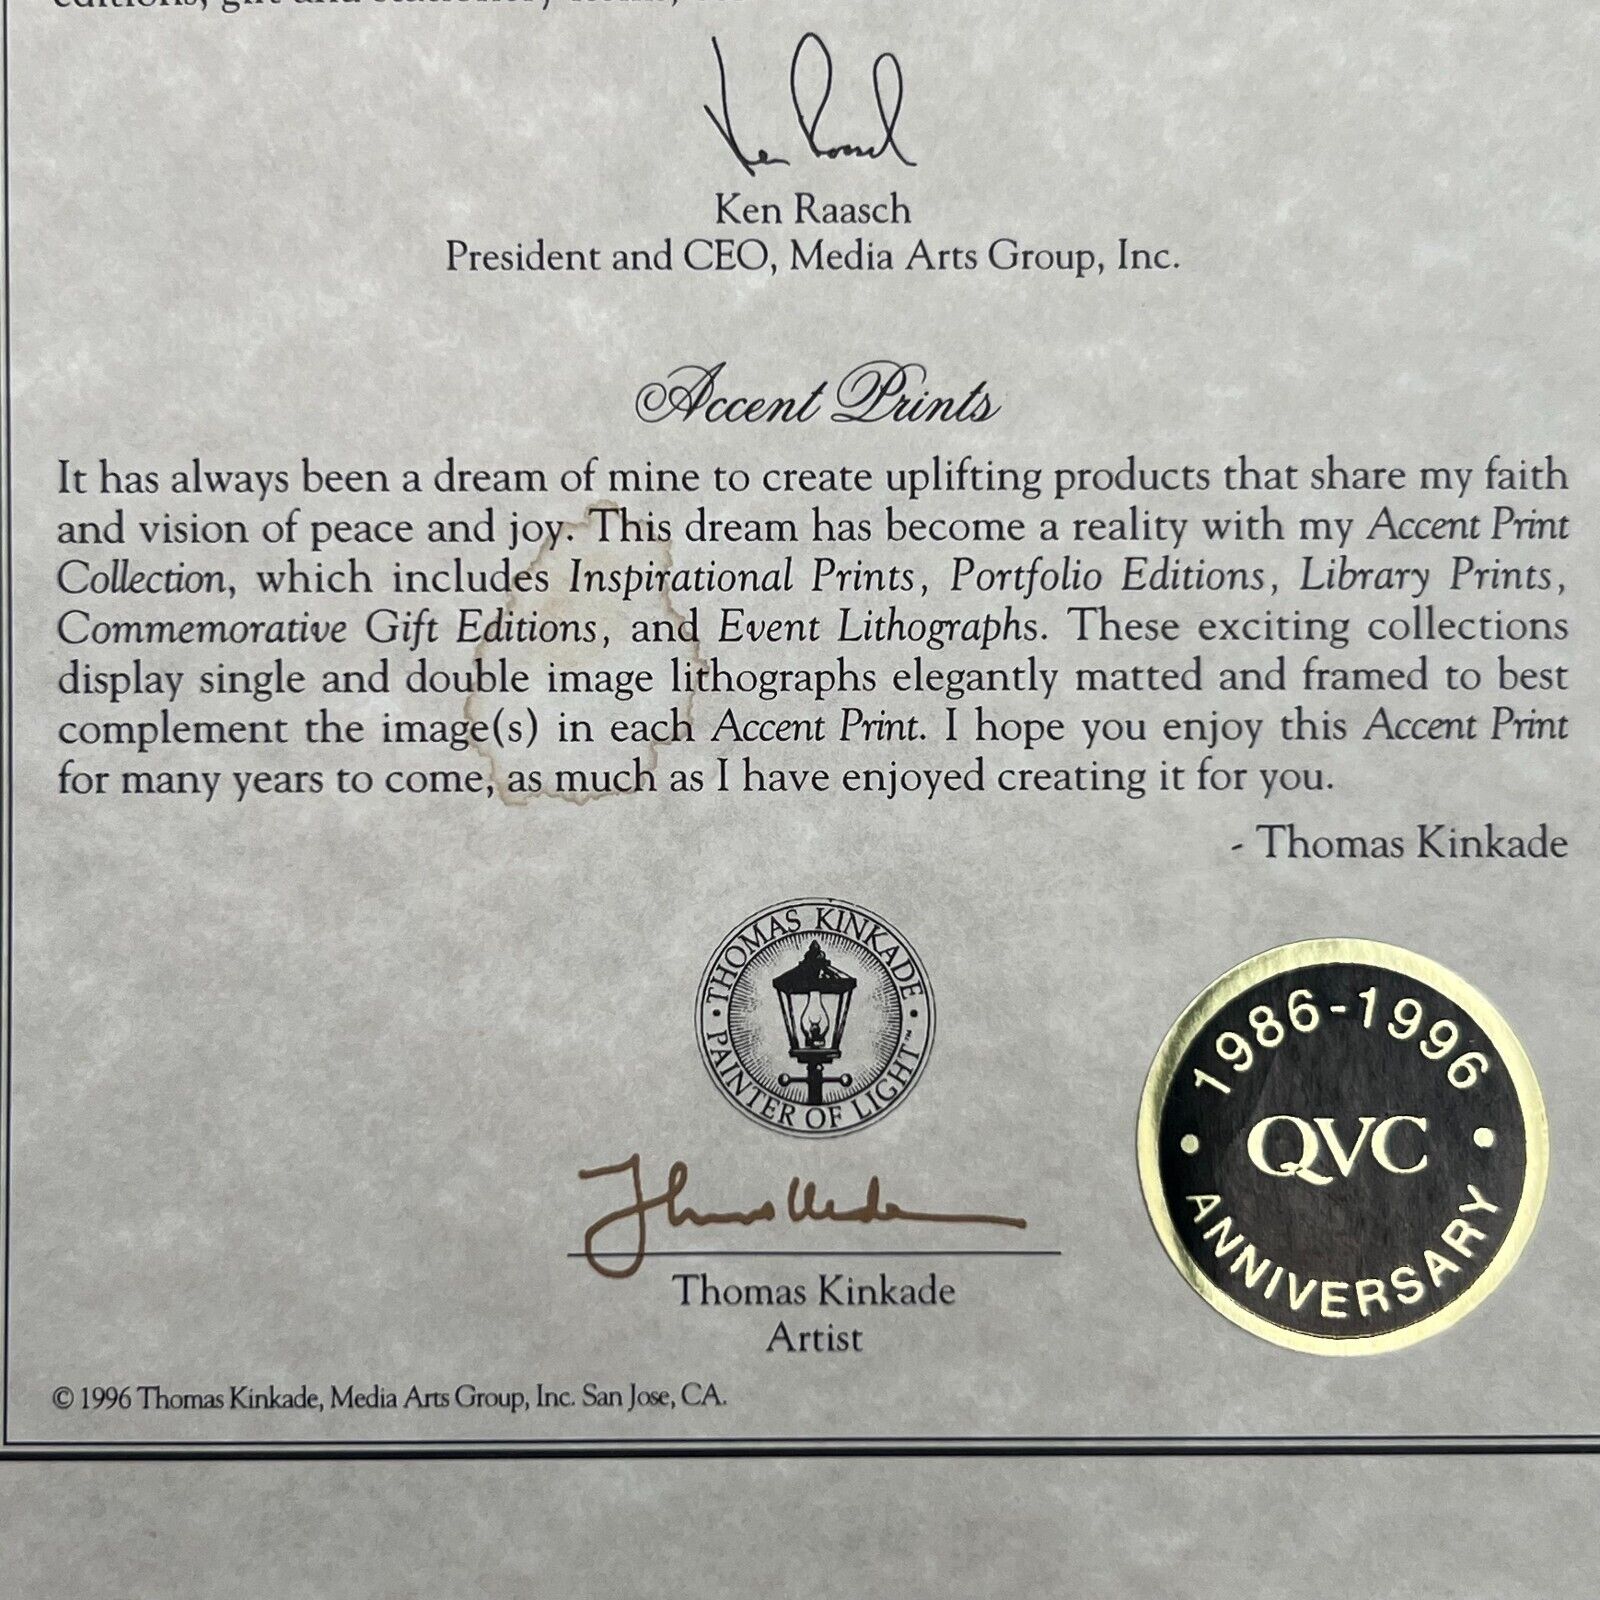 Ken Raasch
Ken Raasch
President and CEO, Media Arts Group, Inc.
Accent Prints
It has always been a dream of mine to create uplifting products that share my faith
and vision of peace and joy. This dream has become a reality with my Accent Print
Collection, which includes Inspirational Prints, Portfolio Editions, Library Prints,
Commemorative Gift Editions, and Event Lithographs. These exciting collections
display single and double image lithographs elegantly matted and framed to best
complement the image(s) in each Accent Print. I hope you enjoy this Accent Print
for many years to come, as much as I have enjoyed creating it for you.
- Thomas Kinkade
• THOMAS KINKADE •
PAINTER OF LIGHT™
1986-1996
• QVC •
ANNIVERSARY
Thomas Kinkade
Thomas Kinkade
Artist
© 1996 Thomas Kinkade, Media Arts Group, Inc. San Jose, CA.